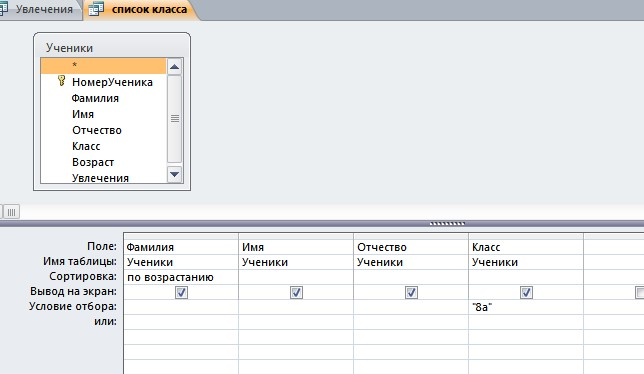 Увлечения список класса
Ученики
*
НомерУченика
Фамилия
Имя
Отчество
Класс
Возраст
Увлечения
Поле: Фамилия Имя Отчество Класс
Имя таблицы: Ученики Ученики Ученики Ученики
Сортировка: по возрастанию
Вывод на экран:
Условие отбора: "8а"
или: